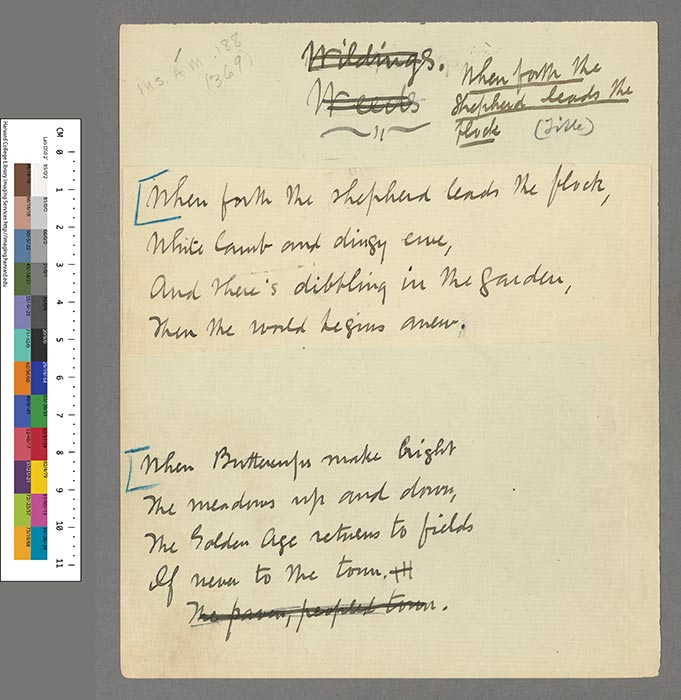 ms. Am. 188
(369)
Wildings.
Weeds
When forth the
Shepherd leads the
flock (Title)
When forth the shepherd leads the flock,
White lamb and dingy ewe,
And there's dibbling in the garden,
Then the world begins anew.
When Buttercups make bright
The meadows up and down,
The Golden Age returns to fields
If never to the town.
The paven, peopled town.
CM 0 1 2 3 4 5 6 7 8 9 10 11
Harvard College Library Imaging Services http://imaging.harvard.edu